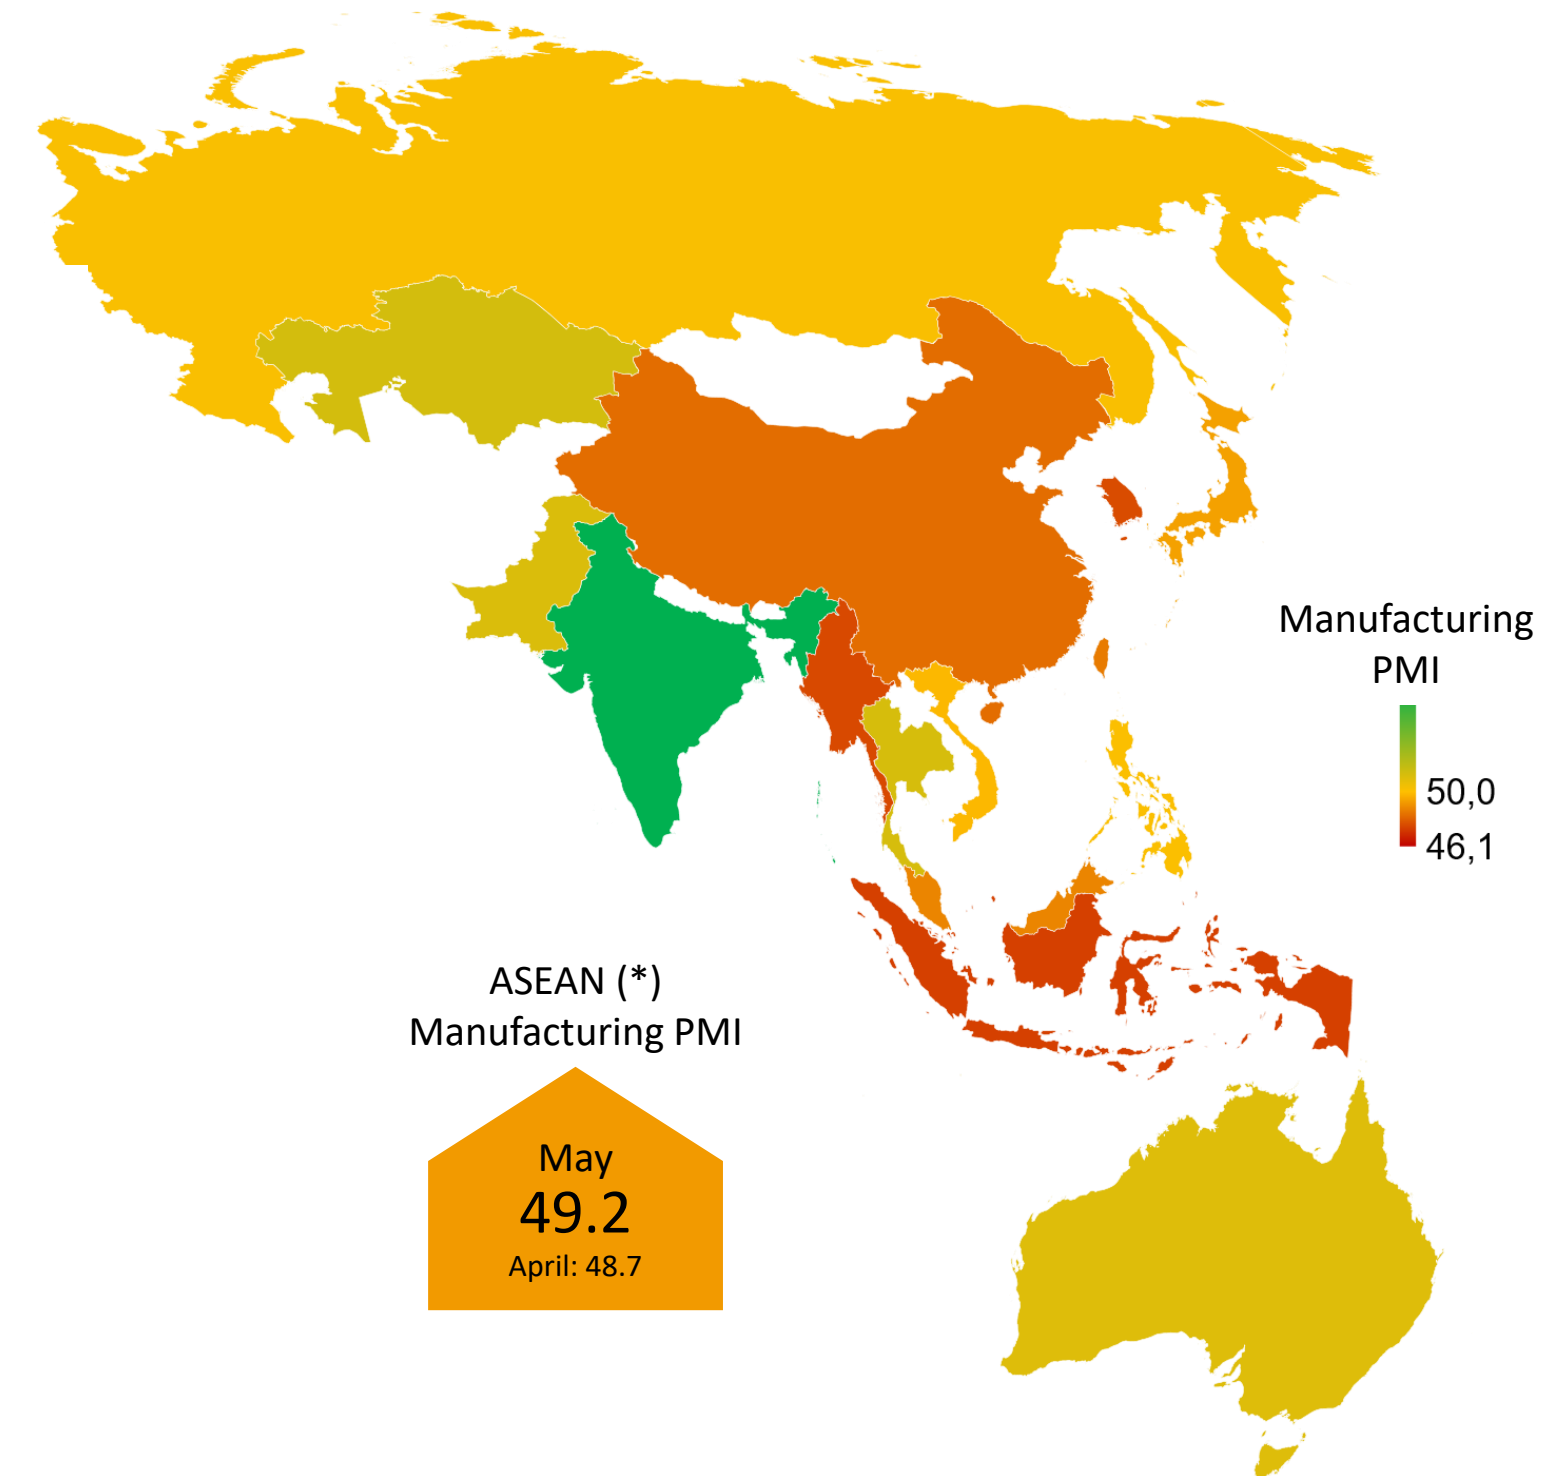 Manufacturing
PMI
50,0
46,1
ASEAN (*)
Manufacturing PMI
May
49.2
April: 48.7